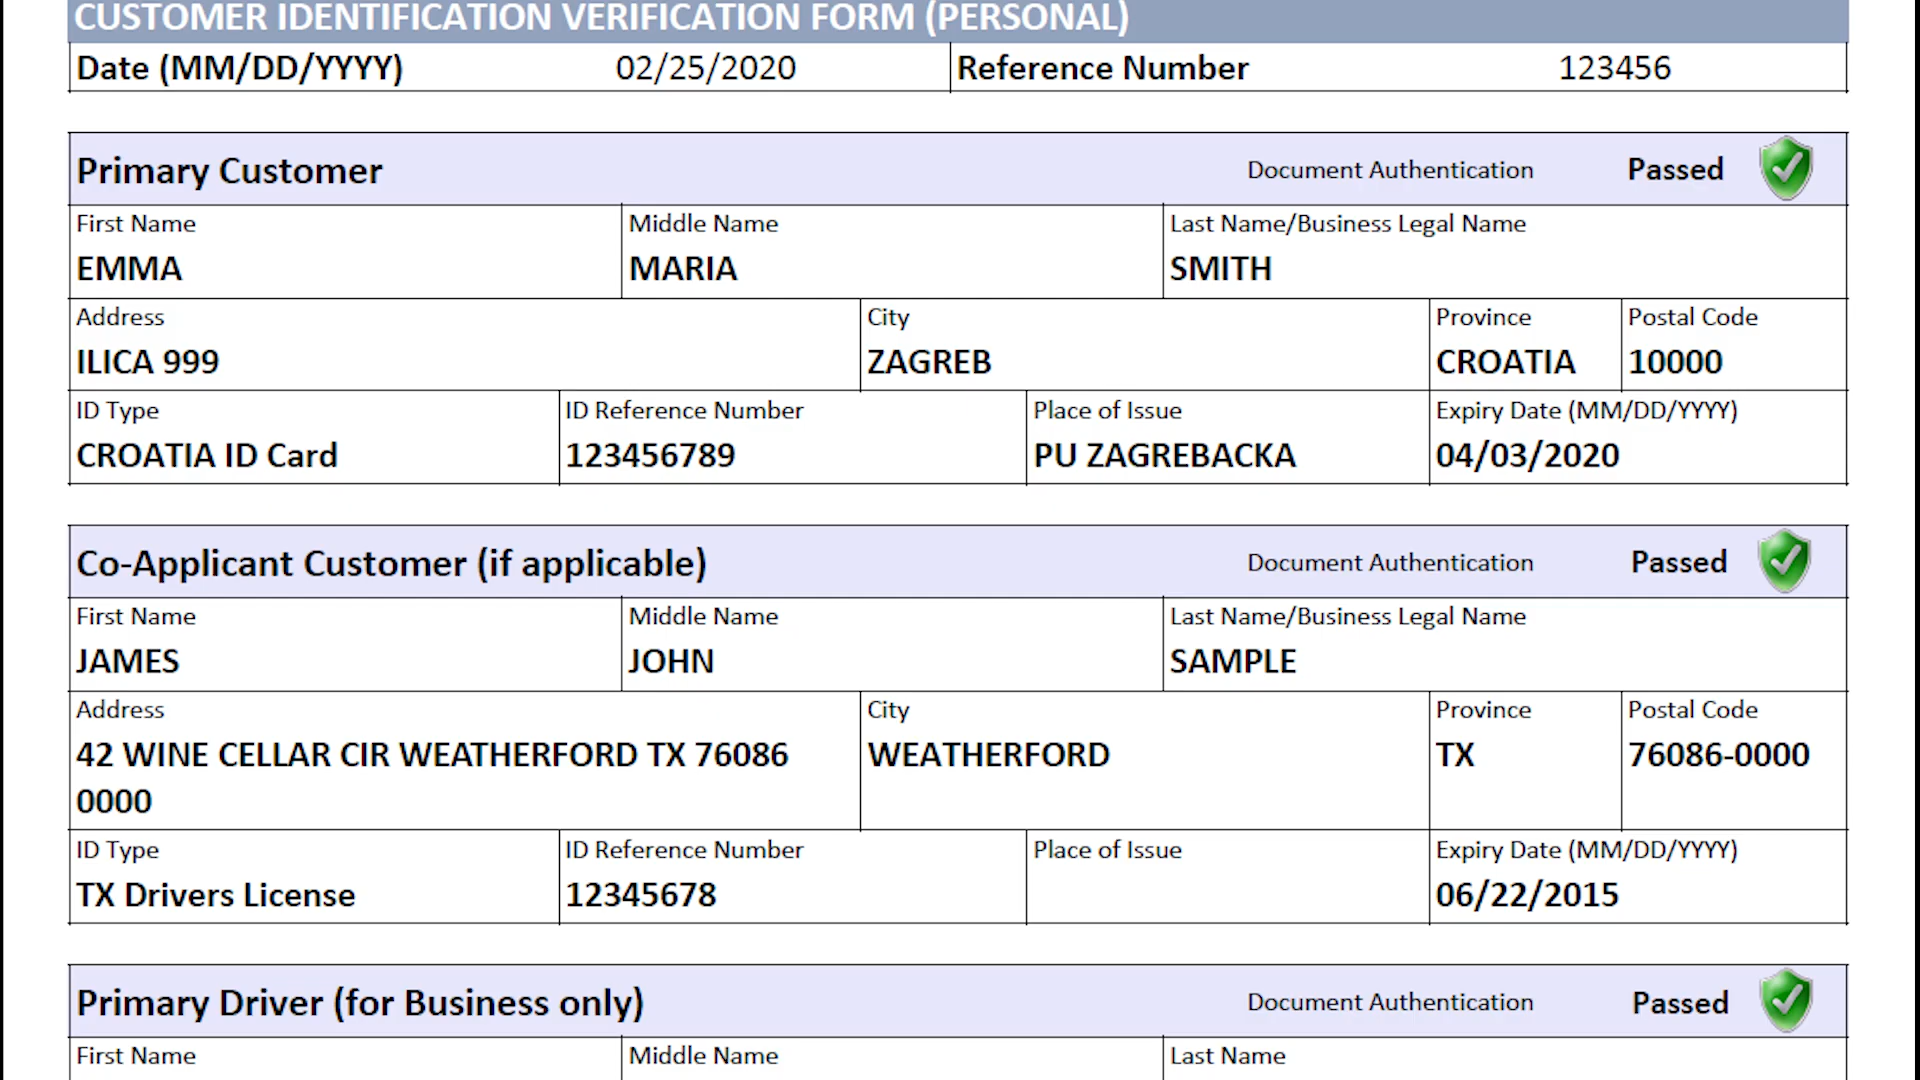 CUSTOMER IDENTIFICATION VERIFICATION FORM (PERSONAL)
Date (MM/DD/YYYY) 02/25/2020 Reference Number 123456
Primary Customer Document Authentication Passed
First Name Middle Name Last Name/Business Legal Name
EMMA MARIA SMITH
Address City Province Postal Code
ILICA 999 ZAGREB CROATIA 10000
ID Type ID Reference Number Place of Issue Expiry Date (MM/DD/YYYY)
CROATIA ID Card 123456789 PU ZAGREBACKA 04/03/2020
Co-Applicant Customer (if applicable) Document Authentication Passed
First Name Middle Name Last Name/Business Legal Name
JAMES JOHN SAMPLE
Address City Province Postal Code
42 WINE CELLAR CIR WEATHERFORD TX 76086 WEATHERFORD TX 76086-0000
0000
ID Type ID Reference Number Place of Issue Expiry Date (MM/DD/YYYY)
TX Drivers License 12345678 06/22/2015
Primary Driver (for Business only) Document Authentication Passed
First Name Middle Name Last Name